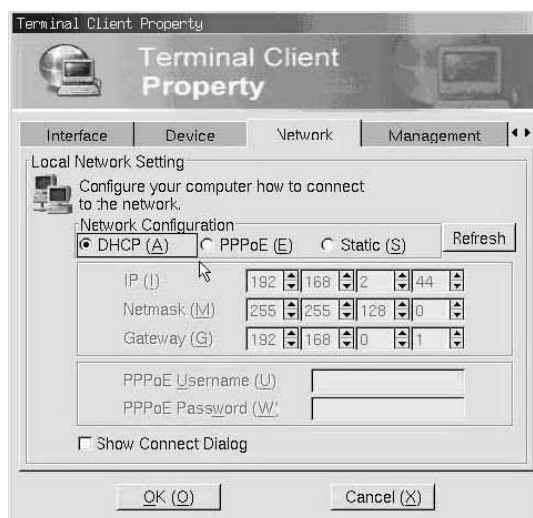 Terminal Client Property
Terminal Client
Property
Interface Device Network Management
Local Network Setting
Configure your computer how to connect
to the network.
Network Configuration
DHCP (A) PPPoE (E) Static (S) Refresh
IP (I) 192 168 2 44
Netmask (M) 255 255 128 0
Gateway (G) 192 168 0 1
PPPoE Username (U)
PPPoE Password (W)
Show Connect Dialog
OK (O) Cancel (X)